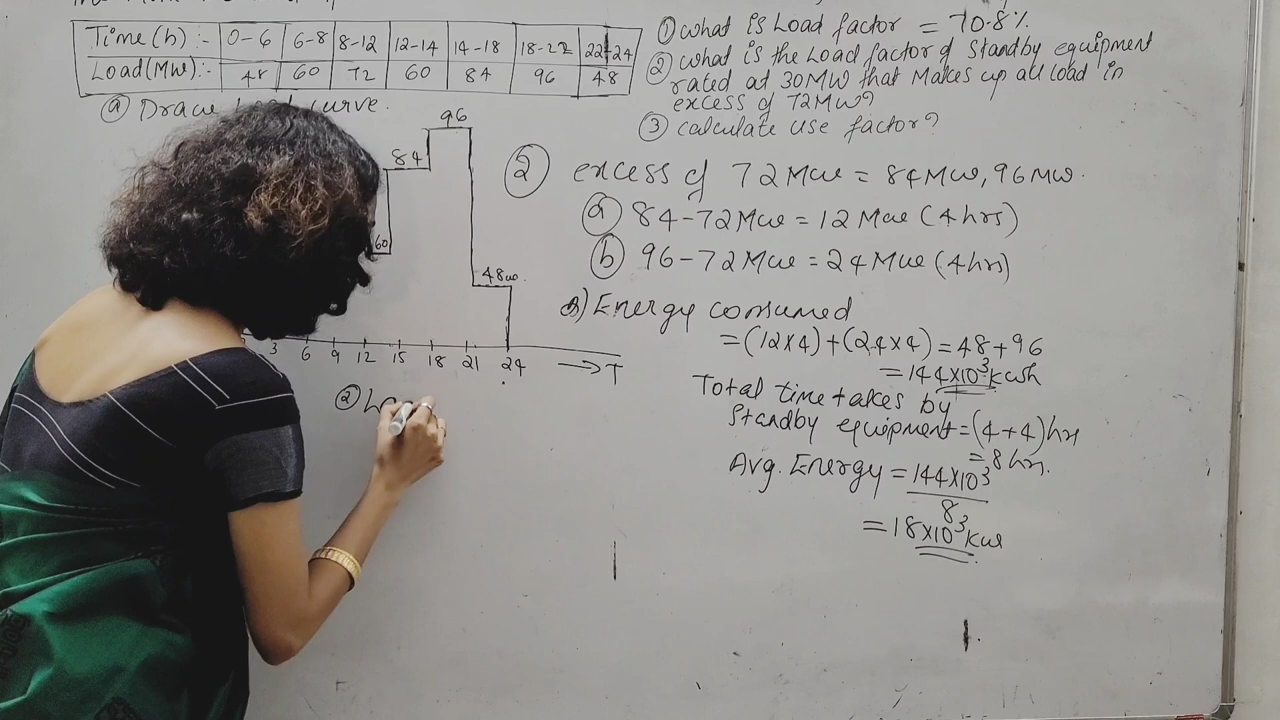 Time(h):- 0-6 6-8 8-12 12-14 14-18 18-22 22-24
Load(MW):- 48 60 72 60 84 96 48
ⓐ Draw curve.
① what is Load factor = 70.8%
② what is the Load factor of standby equipment
rated at 30MW that Makes up all load in
excess of 72MW?
③ calculate use factor?
96
84
60
48
3 6 9 12 15 18 21 24 → T
② Lo
② excess of 72MW = 84MW, 96MW.
ⓐ 84-72MW = 12MW (4hrs)
ⓑ 96-72MW = 24MW (4hrs)
Energy consumed
= (12×4)+(24×4) = 48+96
= 144×10³ kwh
Total time takes by
standby equipment = (4+4)hr
= 8hrs.
Avg. Energy = 144×10³
8
= 18×10³ kw